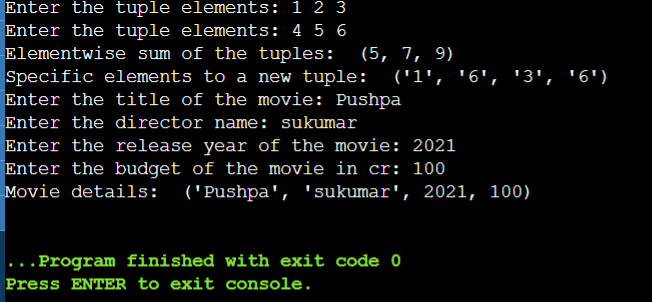 Enter the tuple elements: 1 2 3
Enter the tuple elements: 4 5 6
Elementwise sum of the tuples:  (5, 7, 9)
Specific elements to a new tuple:  ('1', '6', '3', '6')
Enter the title of the movie: Pushpa
Enter the director name: sukumar
Enter the release year of the movie: 2021
Enter the budget of the movie in cr: 100
Movie details:  ('Pushpa', 'sukumar', 2021, 100)
...Program finished with exit code 0
Press ENTER to exit console.